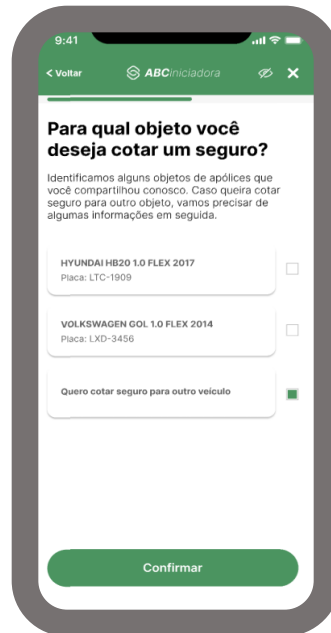 9:41
< Voltar
ABCiniciadora
Para qual objeto você
deseja cotar um seguro?
Identificamos alguns objetos de apólices que
você compartilhou conosco. Caso queira cotar
seguro para outro objeto, vamos precisar de
algumas informações em seguida.
HYUNDAI HB20 1.0 FLEX 2017
Placa: LTC-1909
VOLKSWAGEN GOL 1.0 FLEX 2014
Placa: LXD-3456
Quero cotar seguro para outro veículo
Confirmar